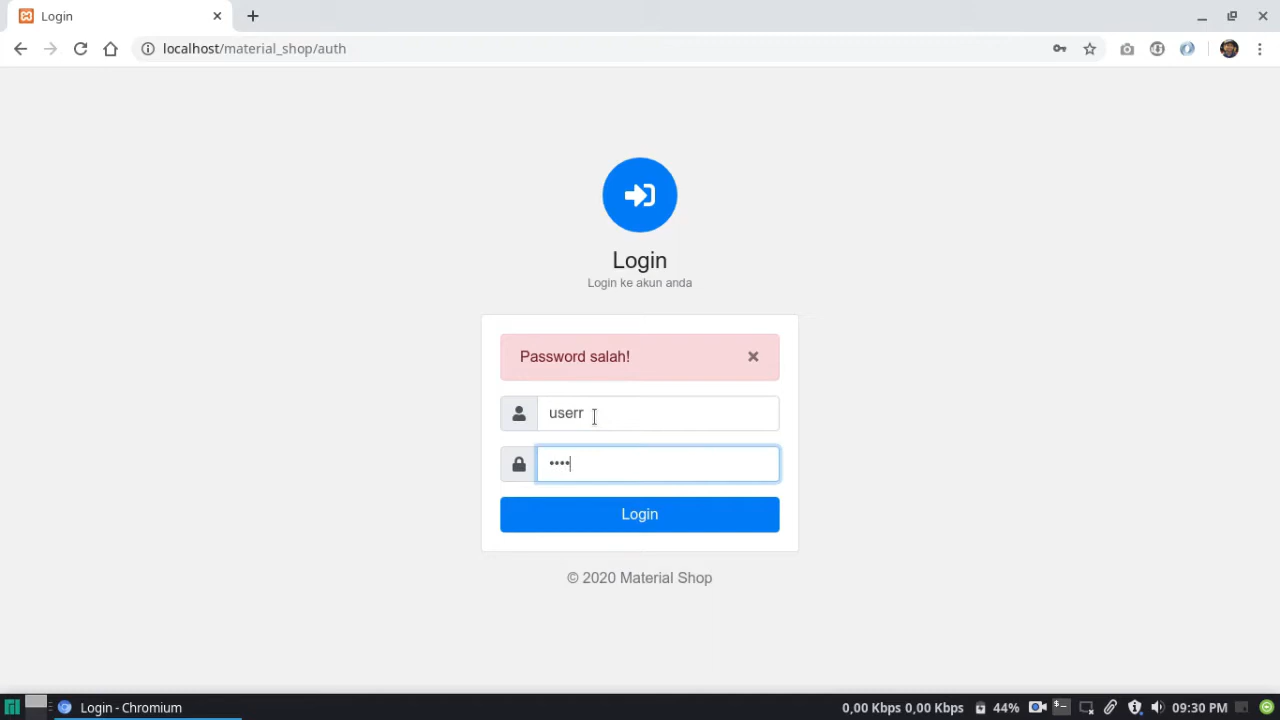 Login
localhost/material_shop/auth
Login
Login ke akun anda
Password salah!
userr
••••
Login
© 2020 Material Shop
Login - Chromium
0,00 Kbps 0,00 Kbps
44%
09:30 PM